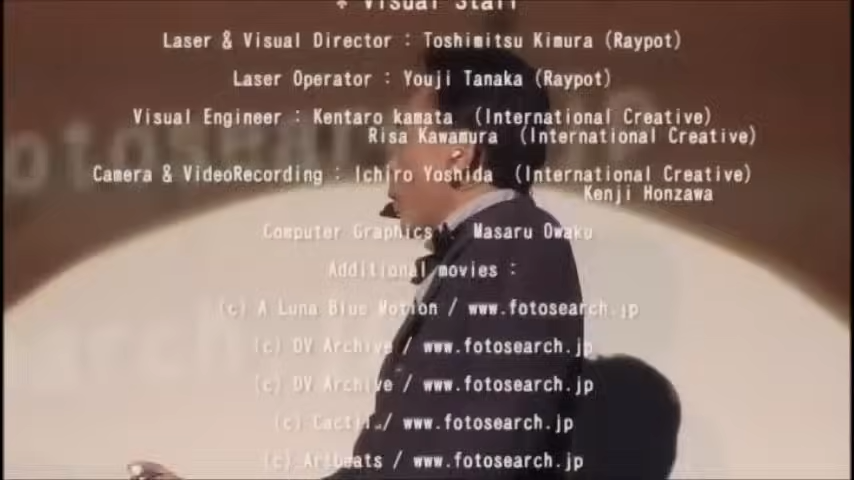 * Visual Staff
Laser & Visual Director : Toshimitsu Kimura (Raypot)
Laser Operator : Youji Tanaka (Raypot)
Visual Engineer : Kentaro kamata (International Creative)
Risa Kawamura (International Creative)
Camera & VideoRecording : Ichiro Yoshida (International Creative)
Kenji Honzawa
Computer Graphics : Masaru Owaku
Additional movies :
(c) A Luna Blue Motion / www.fotosearch.jp
(c) DV Archive / www.fotosearch.jp
(c) DV Archive / www.fotosearch.jp
(c) / www.fotosearch.jp
(c) Artbeats / www.fotosearch.jp